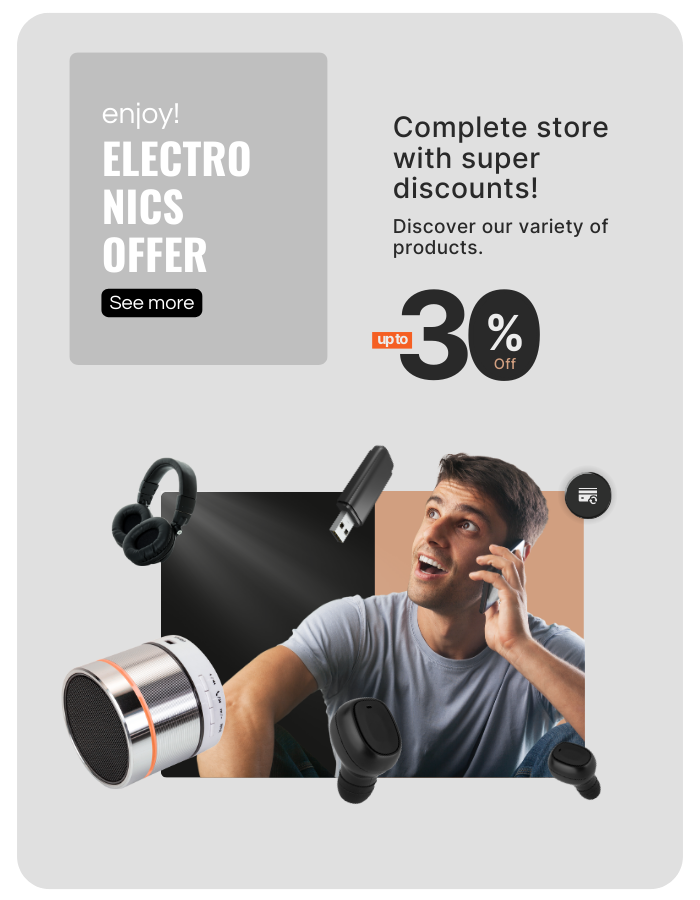 enjoy!
ELECTRO
NICS
OFFER
See more
Complete store
with super
discounts!
Discover our variety of
products.
up to
30
%
Off